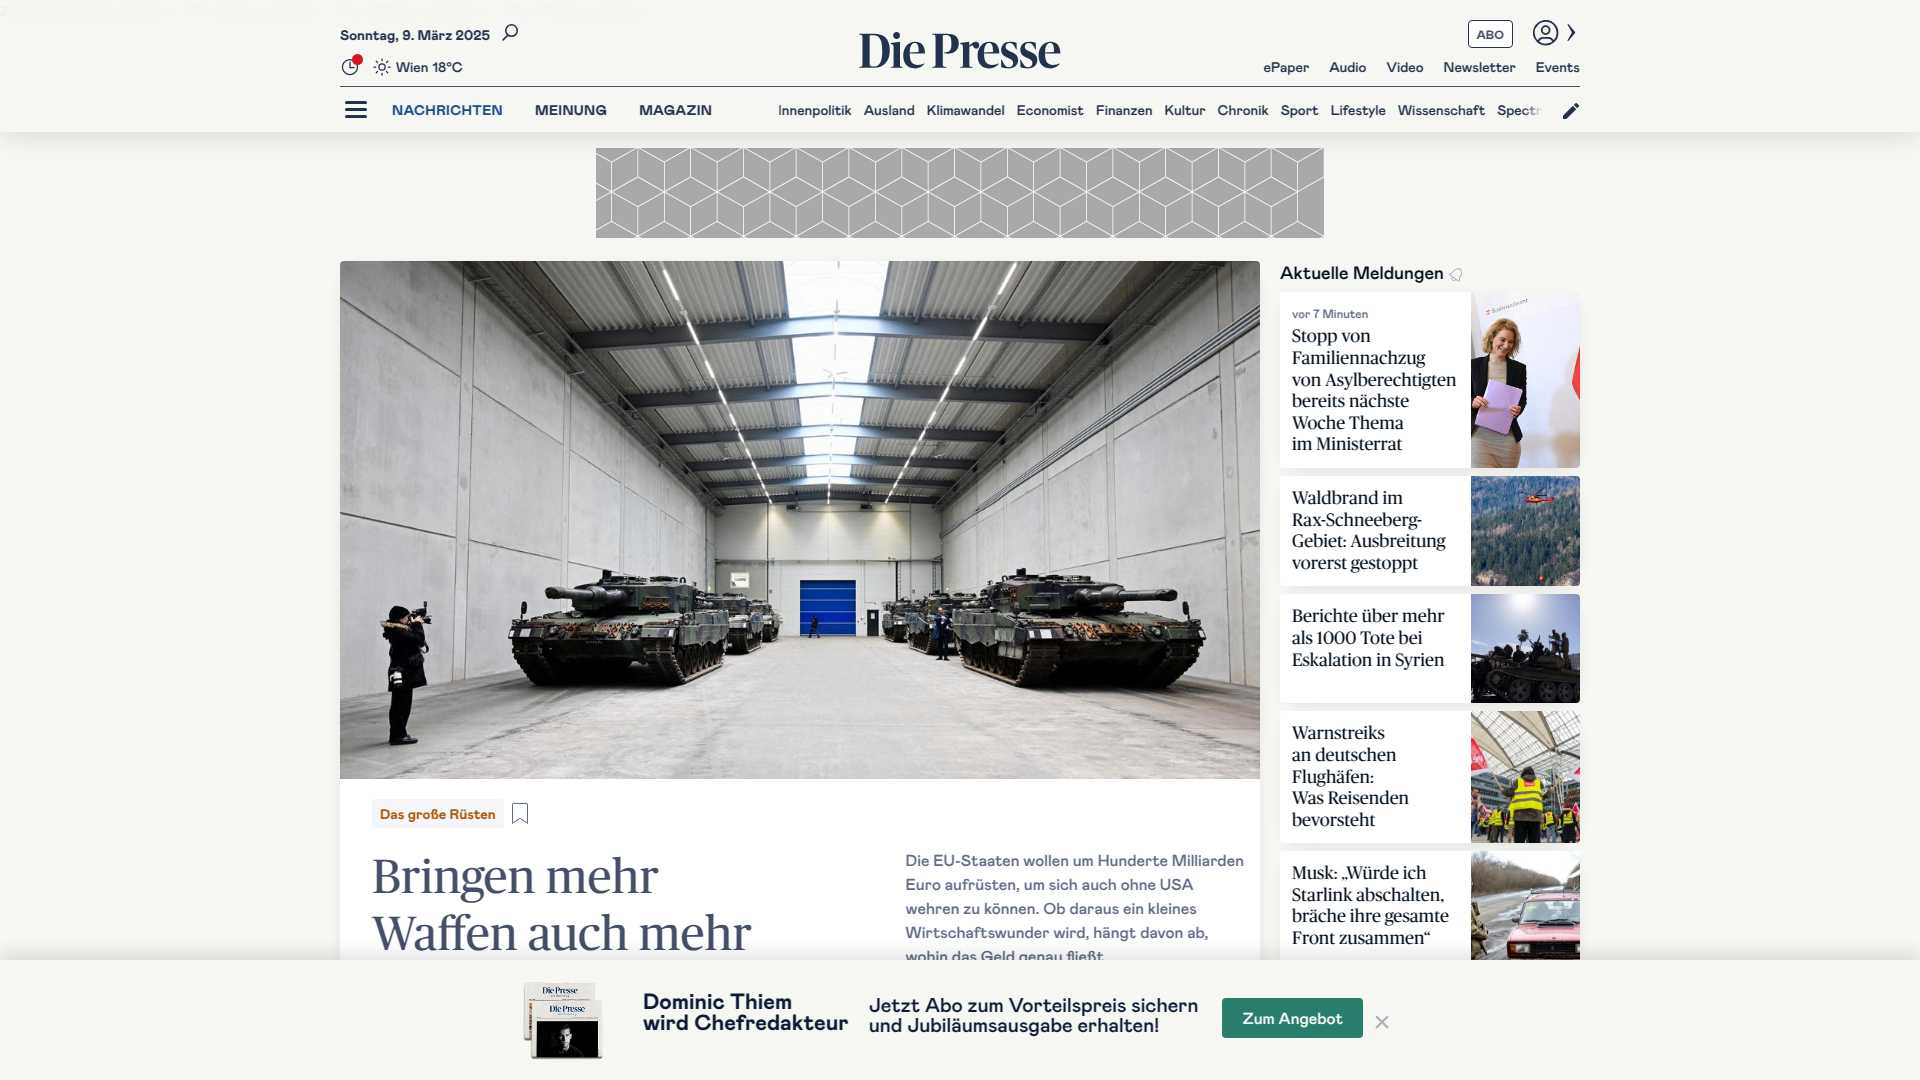 Sonntag, 9. März 2025
Wien 18°C
Die Presse
ABO
ePaper Audio Video Newsletter Events
NACHRICHTEN MEINUNG MAGAZIN
Innenpolitik Ausland Klimawandel Economist Finanzen Kultur Chronik Sport Lifestyle Wissenschaft Spectr
Das große Rüsten
Bringen mehr
Waffen auch mehr
Die EU-Staaten wollen um Hunderte Milliarden
Euro aufrüsten, um sich auch ohne USA
wehren zu können. Ob daraus ein kleines
Wirtschaftswunder wird, hängt davon ab,
wohin das Geld genau fließt.
Aktuelle Meldungen
vor 7 Minuten
Stopp von
Familiennachzug
von Asylberechtigten
bereits nächste
Woche Thema
im Ministerrat
Waldbrand im
Rax-Schneeberg-
Gebiet: Ausbreitung
vorerst gestoppt
Berichte über mehr
als 1000 Tote bei
Eskalation in Syrien
Warnstreiks
an deutschen
Flughäfen:
Was Reisenden
bevorsteht
Musk: „Würde ich
Starlink abschalten,
bräche ihre gesamte
Front zusammen“
Die Presse
Die Presse
Dominic Thiem
wird Chefredakteur
Jetzt Abo zum Vorteilspreis sichern
und Jubiläumsausgabe erhalten!
Zum Angebot